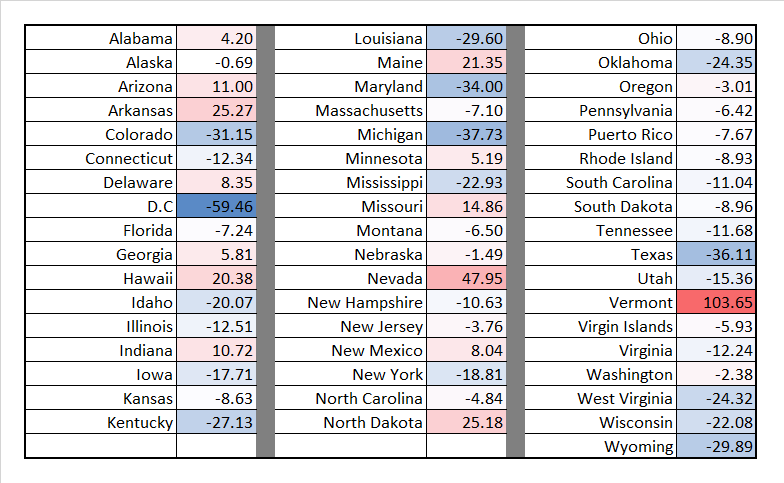 Alabama 4.20 Louisiana -29.60 Ohio -8.90
Alaska -0.69 Maine 21.35 Oklahoma -24.35
Arizona 11.00 Maryland -34.00 Oregon -3.01
Arkansas 25.27 Massachusetts -7.10 Pennsylvania -6.42
Colorado -31.15 Michigan -37.73 Puerto Rico -7.67
Connecticut -12.34 Minnesota 5.19 Rhode Island -8.93
Delaware 8.35 Mississippi -22.93 South Carolina -11.04
D.C -59.46 Missouri 14.86 South Dakota -8.96
Florida -7.24 Montana -6.50 Tennessee -11.68
Georgia 5.81 Nebraska -1.49 Texas -36.11
Hawaii 20.38 Nevada 47.95 Utah -15.36
Idaho -20.07 New Hampshire -10.63 Vermont 103.65
Illinois -12.51 New Jersey -3.76 Virgin Islands -5.93
Indiana 10.72 New Mexico 8.04 Virginia -12.24
Iowa -17.71 New York -18.81 Washington -2.38
Kansas -8.63 North Carolina -4.84 West Virginia -24.32
Kentucky -27.13 North Dakota 25.18 Wisconsin -22.08
Wyoming -29.89